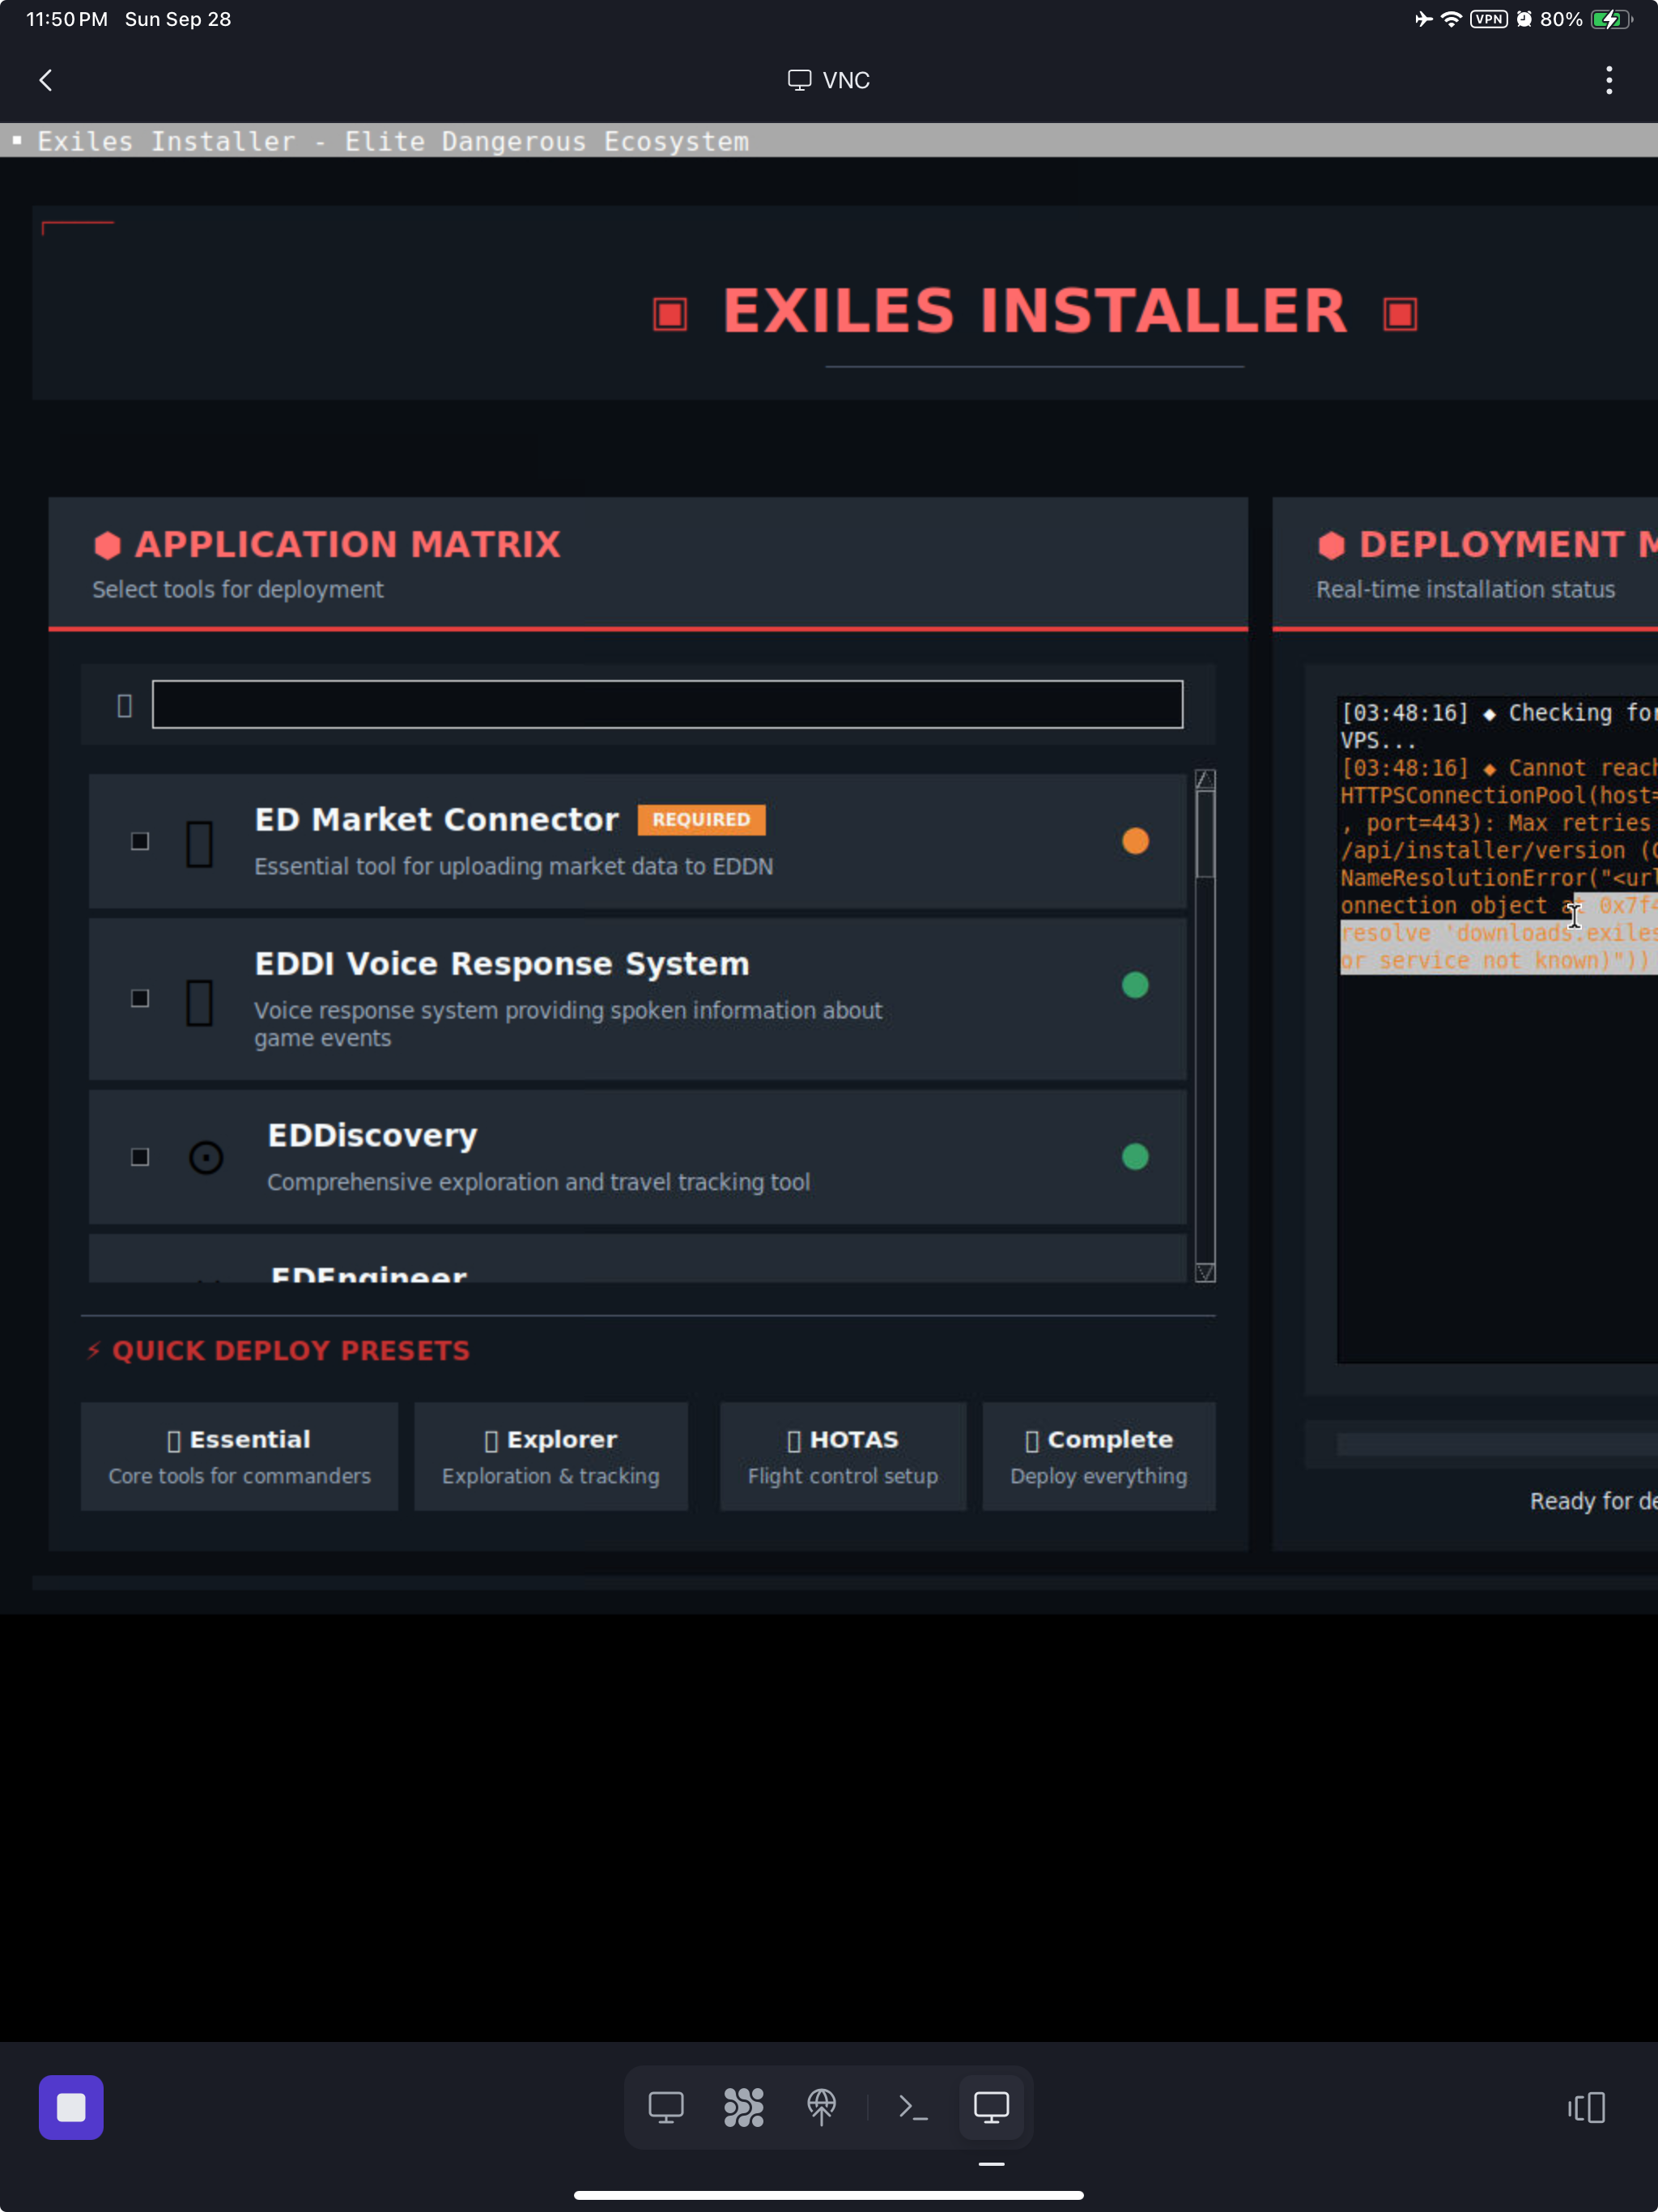 11:50 PM Sun Sep 28
VPN 80%
VNC
Exiles Installer - Elite Dangerous Ecosystem
EXILES INSTALLER
APPLICATION MATRIX
Select tools for deployment
ED Market Connector REQUIRED
Essential tool for uploading market data to EDDN
EDDI Voice Response System
Voice response system providing spoken information about
game events
EDDiscovery
Comprehensive exploration and travel tracking tool
EDEngineer
⚡ QUICK DEPLOY PRESETS
Essential
Core tools for commanders
Explorer
Exploration & tracking
HOTAS
Flight control setup
Complete
Deploy everything
DEPLOYMENT M
Real-time installation status
[03:48:16] ◆ Checking for
VPS...
[03:48:16] ◆ Cannot reach
HTTPSConnectionPool(host=
, port=443): Max retries
/api/installer/version (C
NameResolutionError("<url
onnection object at 0x7f4
resolve 'downloads.exiles
or service not known)"))
Ready for de